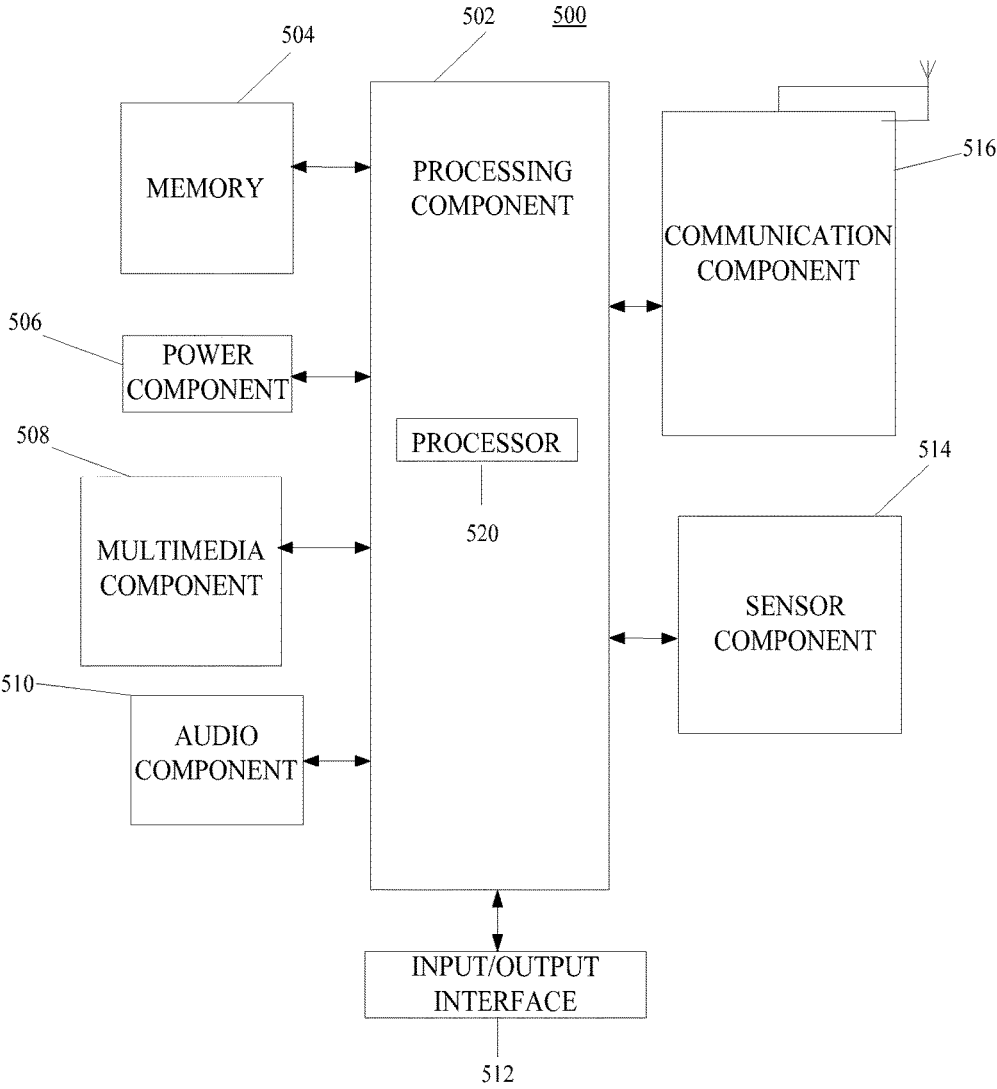 502
500
504
516
MEMORY
PROCESSING
COMPONENT
COMMUNICATION
COMPONENT
506
POWER
COMPONENT
508
PROCESSOR
520
514
MULTIMEDIA
COMPONENT
SENSOR
COMPONENT
510
AUDIO
COMPONENT
INPUT/OUTPUT
INTERFACE
512